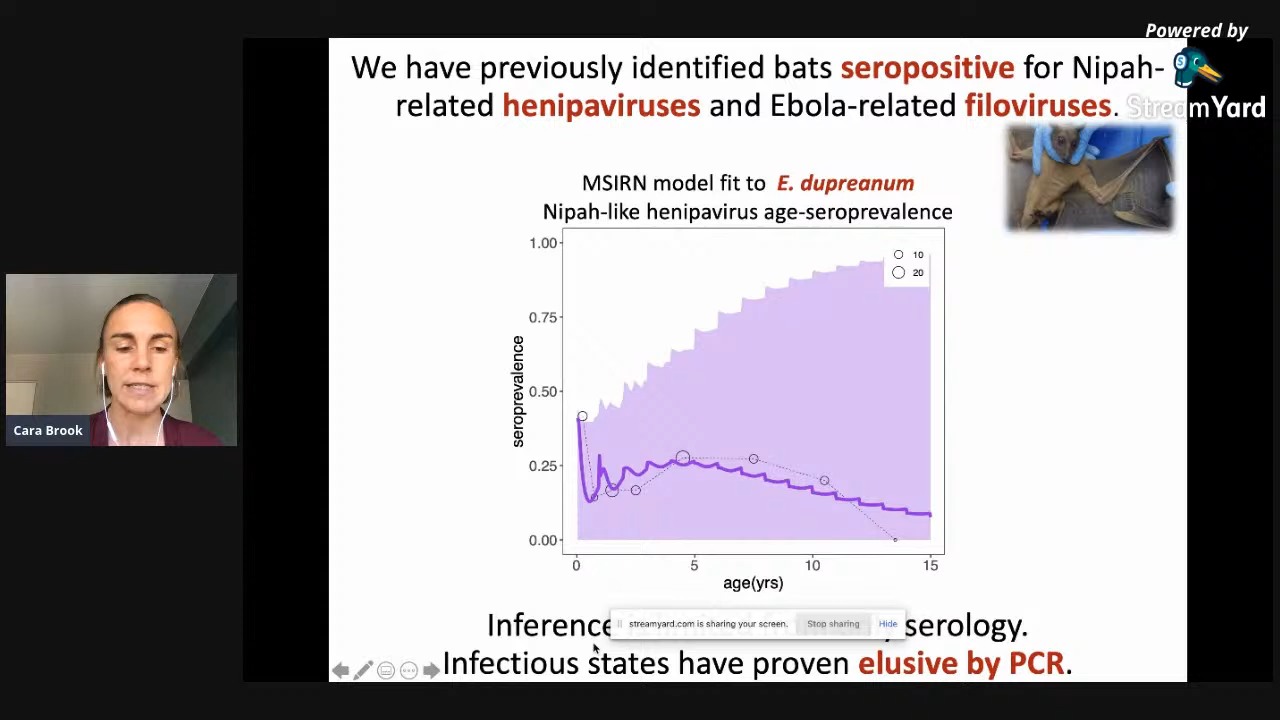 Powered by
StreamYard
We have previously identified bats seropositive for Nipah-
related henipaviruses and Ebola-related filoviruses.
MSIRN model fit to E. dupreanum
Nipah-like henipavirus age-seroprevalence
1.00
0.75
0.50
0.25
0.00
seroprevalence
10
20
0
5
10
15
age(yrs)
Cara Brook
Inference
serology.
streamyard.com is sharing your screen.
Stop sharing
Hide
Infectious states have proven elusive by PCR.